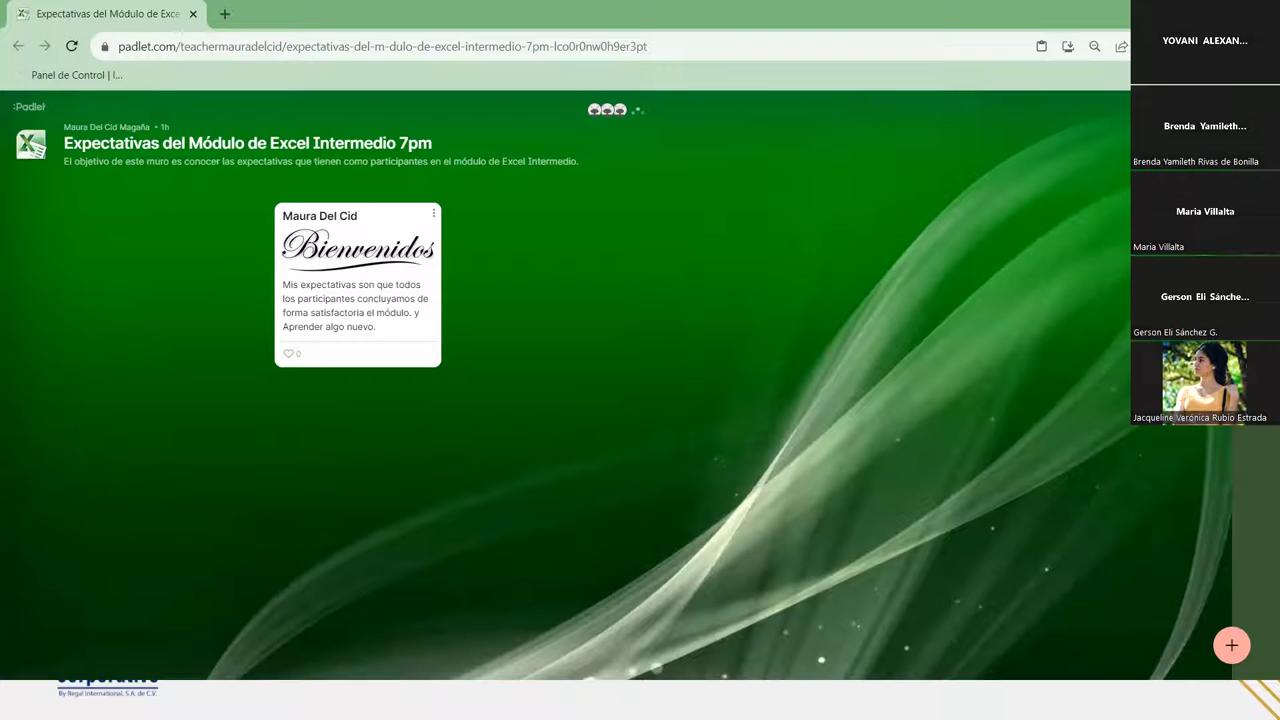 Expectativas del Módulo de Exce
padlet.com/teachermauradelcid/expectativas-del-m-dulo-de-excel-intermedio-7pm-lco0r0nw0h9er3pt
Panel de Control | I...
:Padlet
Maura Del Cid Magaña • 1h
Expectativas del Módulo de Excel Intermedio 7pm
El objetivo de este muro es conocer las expectativas que tienen como participantes en el módulo de Excel Intermedio.
Maura Del Cid
Bienvenidos
Mis expectativas son que todos
los participantes concluyamos de
forma satisfactoria el módulo. y
Aprender algo nuevo.
0
YOVANI ALEXAN...
Brenda Yamileth...
Brenda Yamileth Rivas de Bonilla
Maria Villalta
Maria Villalta
Gerson Eli Sánche...
Gerson Eli Sánchez G.
Jacqueline Verónica Rubio Estrada
corporativo
By Regal International, S.A. de C.V.